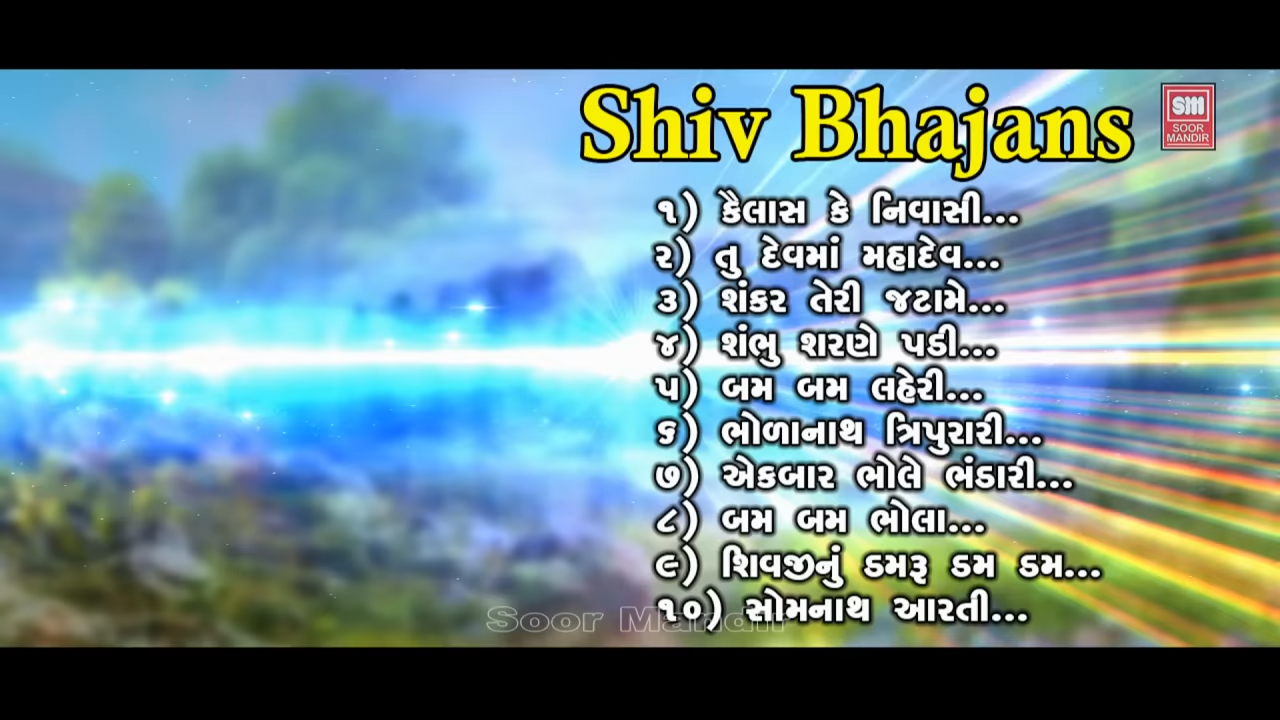 Shiv Bhajans
SM
SOOR
MANDIR
૧) કૈલાસ કે નિવાસી...
૨) તુ દેવમાં મહાદેવ...
૩) શંકર તેરી જટામે...
૪) શંભુ શરણે પડી...
૫) બમ બમ લહેરી...
૬) ભોળાનાથ ત્રિપુરારી...
૭) એકબાર ભોલે ભંડારી...
૮) બમ બમ ભોલા...
૯) શિવજીનું ડમરૂ ડમ ડમ...
૧૦) સોમનાથ આરતી...
Soor Mandir